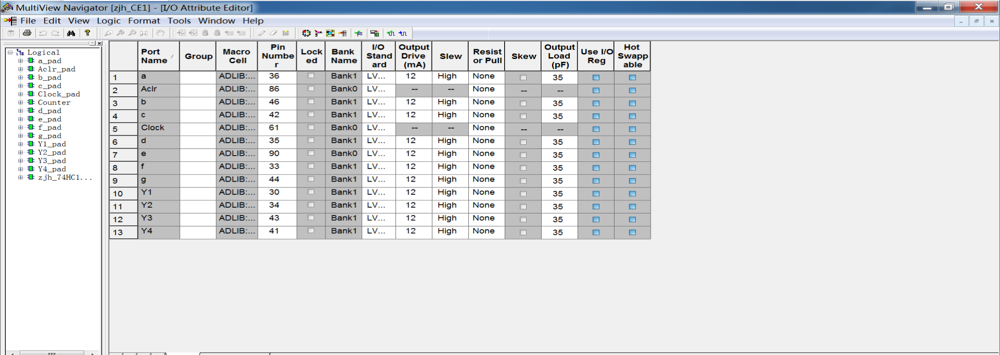 MultiView Navigator [zjh_CE1] - [I/O Attribute Editor]
File Edit View Logic Format Tools Window Help
Logical
a_pad
Aclr_pad
b_pad
c_pad
Clock_pad
Counter
d_pad
e_pad
f_pad
g_pad
Y1_pad
Y2_pad
Y3_pad
Y4_pad
zjh_74HC1...
Port Name Group Macro Cell Pin Number Locked Bank Name I/O Standard Output Drive (mA) Slew Resistor Pull Skew Output Load (pF) Use I/O Reg Hot Swappable
1 a ADLIB:... 36 Bank1 LV... 12 High None 35
2 Aclr ADLIB:... 86 Bank0 LV... -- -- None -- --
3 b ADLIB:... 46 Bank1 LV... 12 High None 35
4 c ADLIB:... 42 Bank1 LV... 12 High None 35
5 Clock ADLIB:... 61 Bank0 LV... -- -- None -- --
6 d ADLIB:... 35 Bank1 LV... 12 High None 35
7 e ADLIB:... 90 Bank0 LV... 12 High None 35
8 f ADLIB:... 33 Bank1 LV... 12 High None 35
9 g ADLIB:... 44 Bank1 LV... 12 High None 35
10 Y1 ADLIB:... 30 Bank1 LV... 12 High None 35
11 Y2 ADLIB:... 34 Bank1 LV... 12 High None 35
12 Y3 ADLIB:... 43 Bank1 LV... 12 High None 35
13 Y4 ADLIB:... 41 Bank1 LV... 12 High None 35